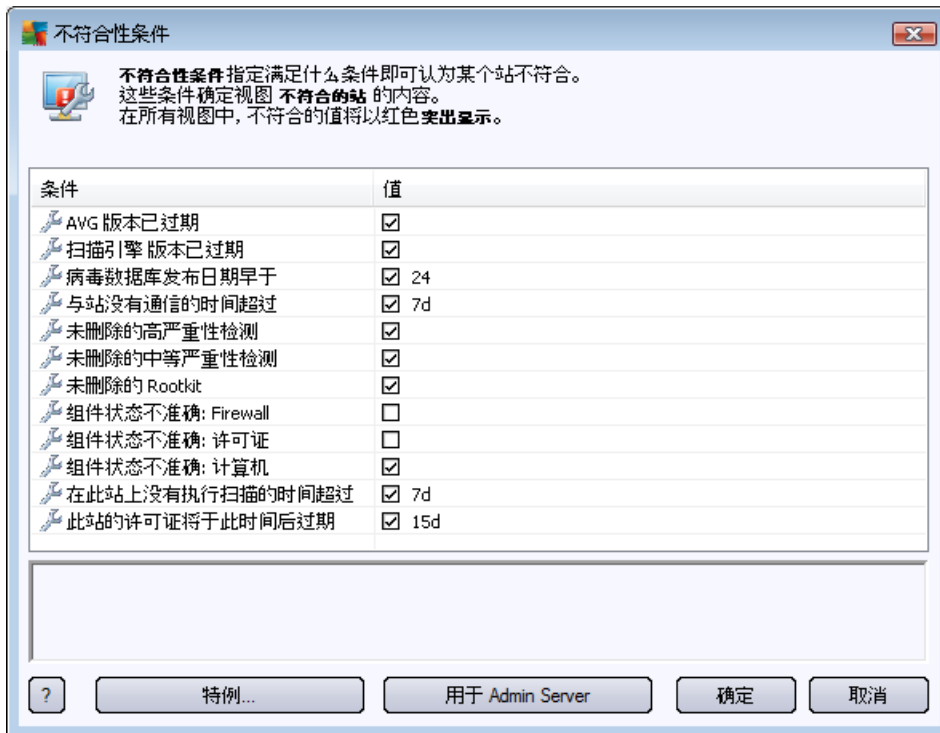 不符合性条件
不符合性条件指定满足什么条件即可认为某个站不符合。
这些条件确定视图 不符合的站 的内容。
在所有视图中, 不符合的值将以红色突出显示。
条件 值
AVG 版本已过期
扫描引擎 版本已过期
病毒数据库发布日期早于 24
与站没有通信的时间超过 7d
未删除的高严重性检测
未删除的中等严重性检测
未删除的 Rootkit
组件状态不准确: Firewall
组件状态不准确: 许可证
组件状态不准确: 计算机
在此站上没有执行扫描的时间超过 7d
此站的许可证将于此时间后过期 15d
? 特例... 用于 Admin Server 确定 取消